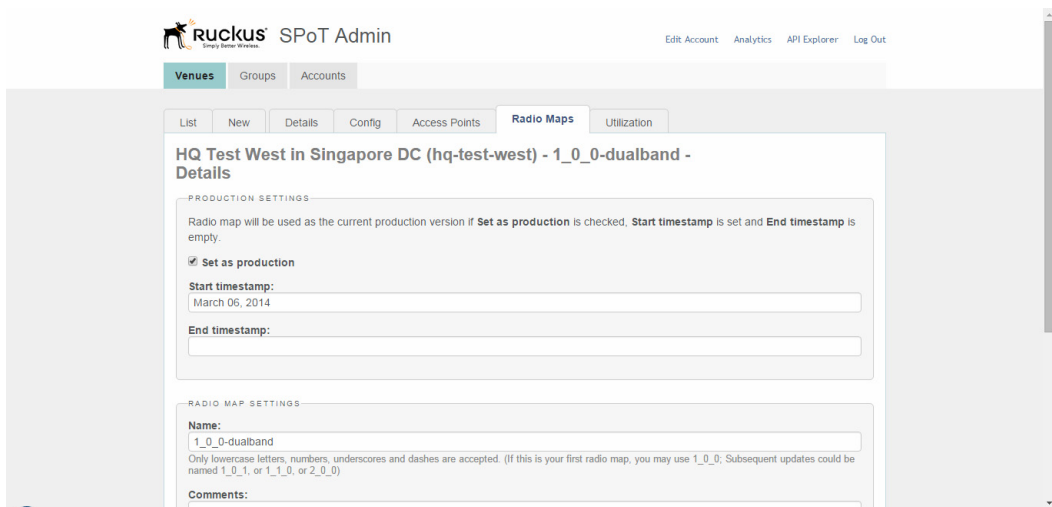 Ruckus SPoT Admin
Simply Better Wireless.
Edit Account Analytics API Explorer Log Out
Venues Groups Accounts
List New Details Config Access Points Radio Maps Utilization
HQ Test West in Singapore DC (hq-test-west) - 1_0_0-dualband -
Details
PRODUCTION SETTINGS
Radio map will be used as the current production version if Set as production is checked, Start timestamp is set and End timestamp is
empty.
Set as production
Start timestamp:
March 06, 2014
End timestamp:
RADIO MAP SETTINGS
Name:
1_0_0-dualband
Only lowercase letters, numbers, underscores and dashes are accepted. (If this is your first radio map, you may use 1_0_0; Subsequent updates could be
named 1_0_1, or 1_1_0, or 2_0_0)
Comments: